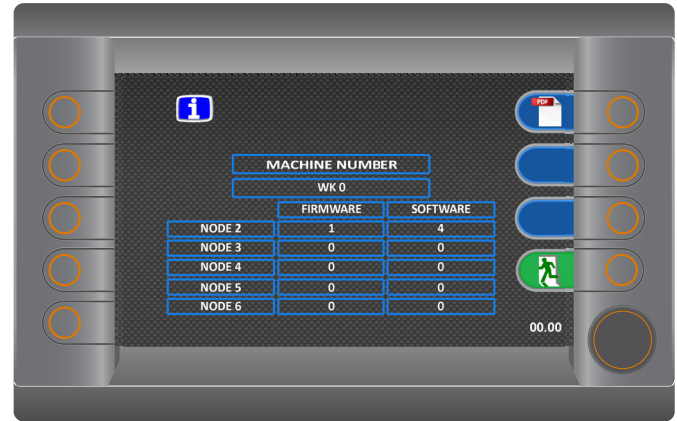 PDF
i
MACHINE NUMBER
WK 0
FIRMWARE SOFTWARE
NODE 2 1 4
NODE 3 0 0
NODE 4 0 0
NODE 5 0 0
NODE 6 0 0
00.00